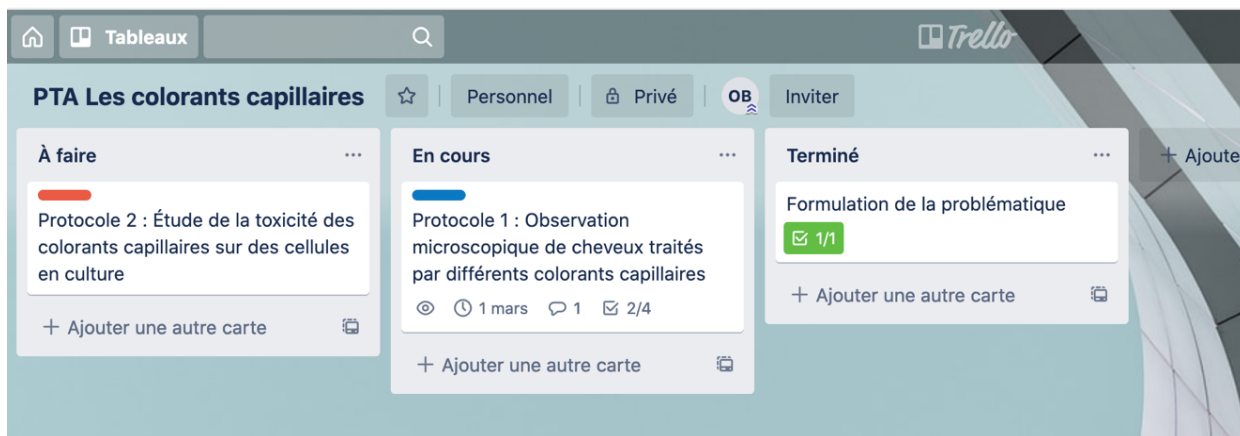 Tableaux
Trello
PTA Les colorants capillaires
Personnel
Privé
OB
Inviter
À faire
Protocole 2 : Étude de la toxicité des
colorants capillaires sur des cellules
en culture
+ Ajouter une autre carte
En cours
Protocole 1 : Observation
microscopique de cheveux traités
par différents colorants capillaires
1 mars
1
2/4
+ Ajouter une autre carte
Terminé
Formulation de la problématique
1/1
+ Ajouter une autre carte
+ Ajoute